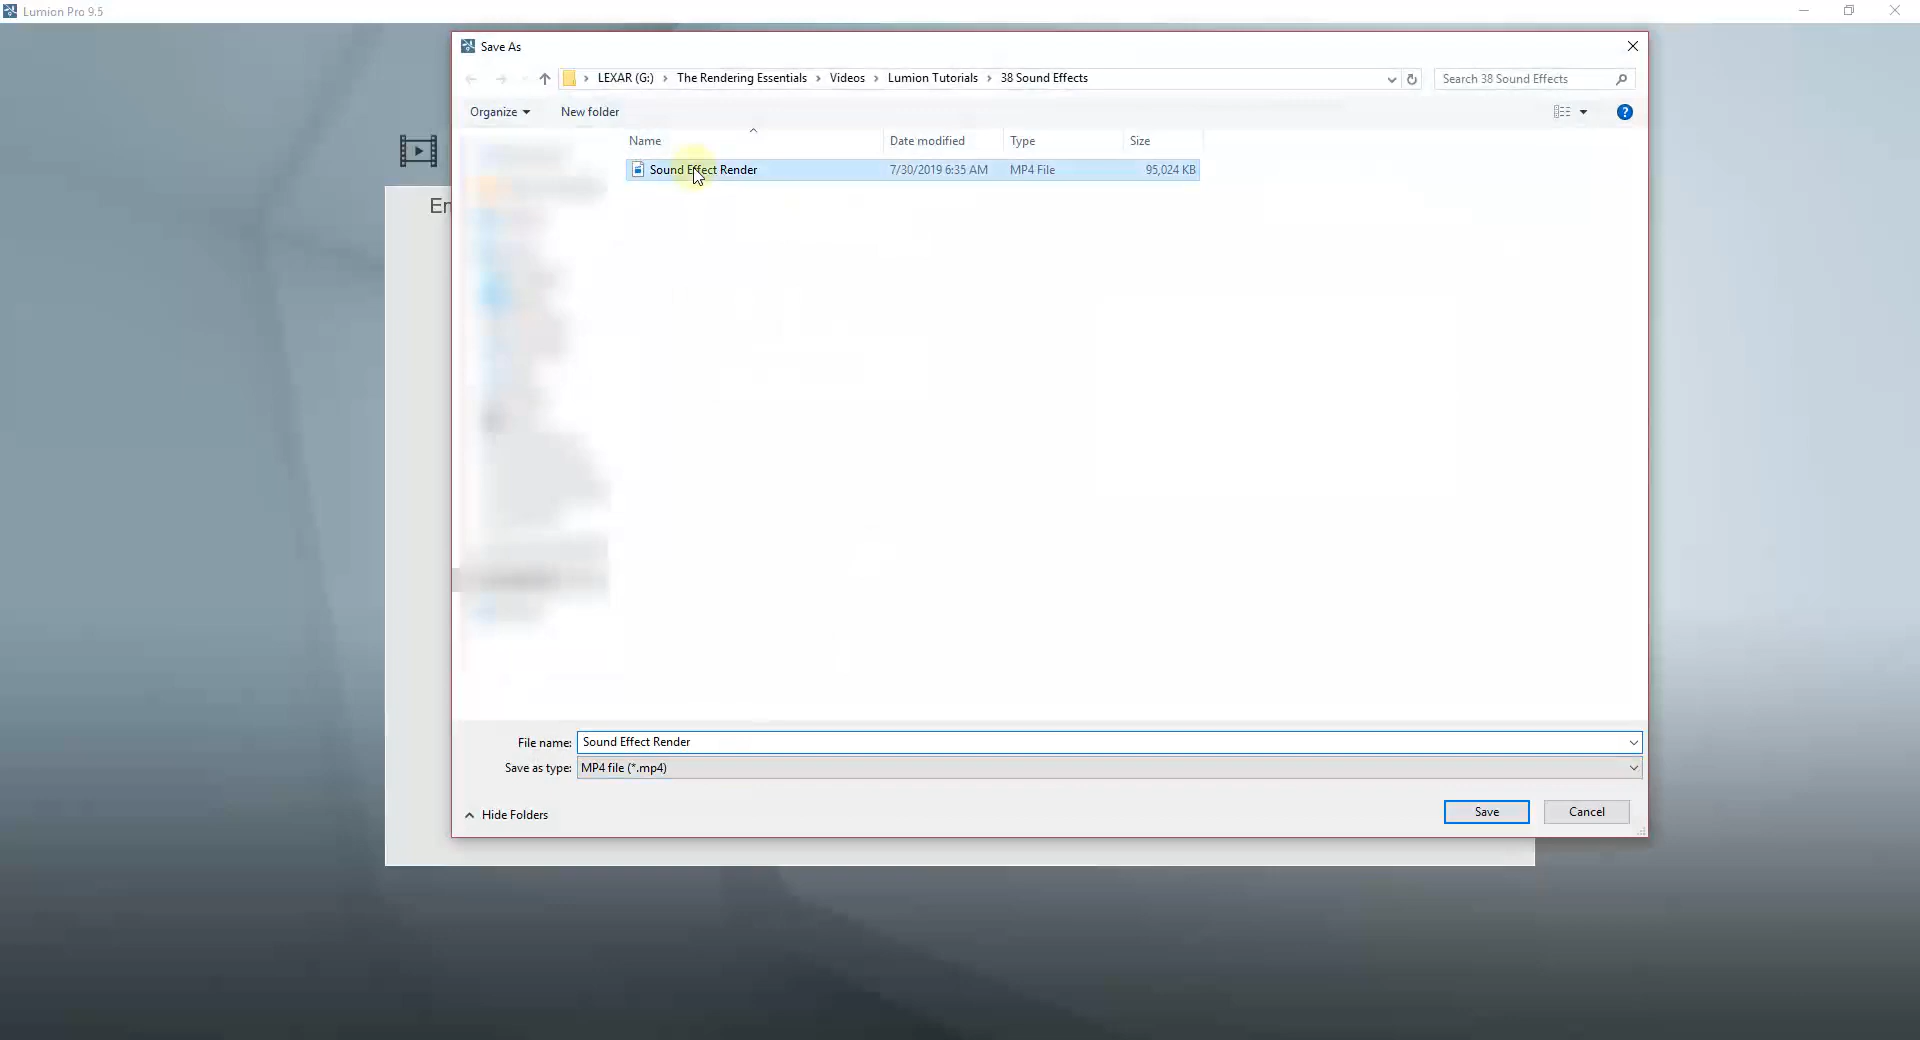 Lumion Pro 9.5
Save As
LEXAR (G:) › The Rendering Essentials › Videos › Lumion Tutorials › 38 Sound Effects
Search 38 Sound Effects
Organize
New folder
Name
Date modified
Type
Size
Sound Effect Render
7/30/2019 6:35 AM
MP4 File
95,024 KB
En
File name:
Sound Effect Render
Save as type:
MP4 file (*.mp4)
Hide Folders
Save
Cancel